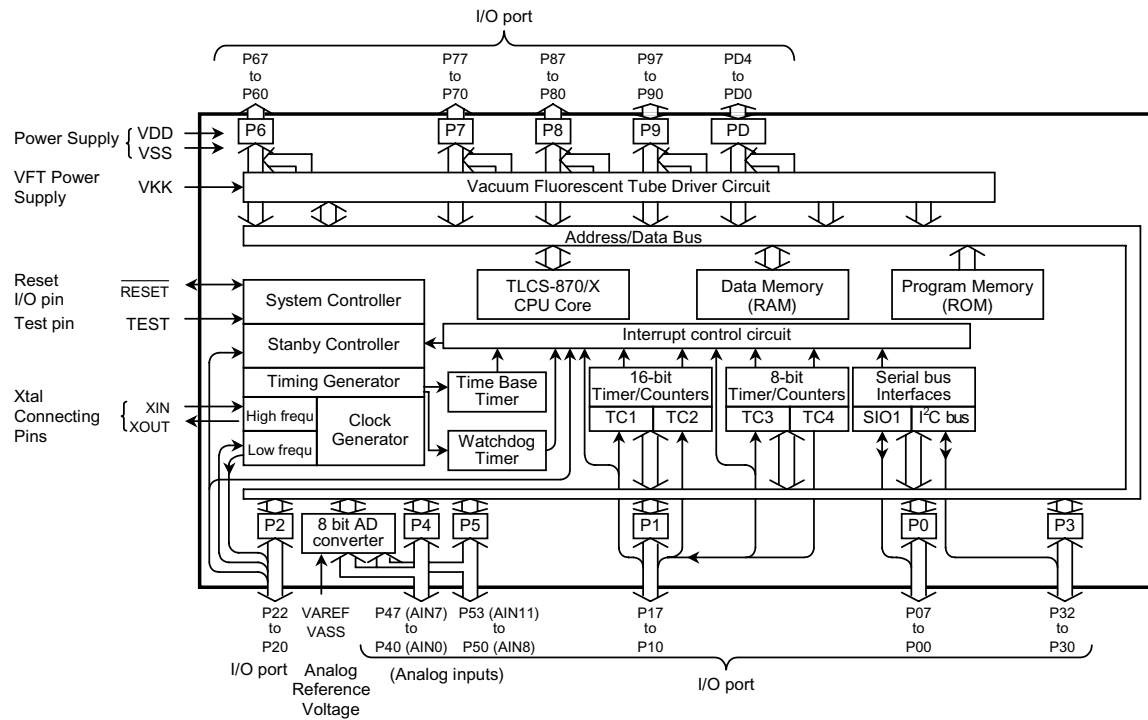 I/O port
P67 P77 P87 P97 PD4
to to to to to
P60 P70 P80 P90 PD0
Power Supply VDD
VSS
P6 P7 P8 P9 PD
VFT Power
Supply
VKK
Vacuum Fluorescent Tube Driver Circuit
Address/Data Bus
Reset
I/O pin
RESET
Test pin TEST
System Controller
TLCS-870/X
CPU Core
Data Memory
(RAM)
Program Memory
(ROM)
Stanby Controller
Interrupt control circuit
Timing Generator
Time Base
Timer
16-bit
Timer/Counters
TC1 TC2
8-bit
Timer/Counters
TC3 TC4
Serial bus
Interfaces
SIO1 I2C bus
Xtal
Connecting
Pins
XIN
XOUT
High frequ
Low frequ
Clock
Generator
Watchdog
Timer
P2 8 bit AD
converter
P4 P5 P1 P0 P3
P22
to
P20
VAREF
VASS
P47 (AIN7)
to
P40 (AIN0)
P53 (AIN11)
to
P50 (AIN8)
P17
to
P10
P07
to
P00
P32
to
P30
I/O port
Analog
Reference
Voltage
(Analog inputs)
I/O port